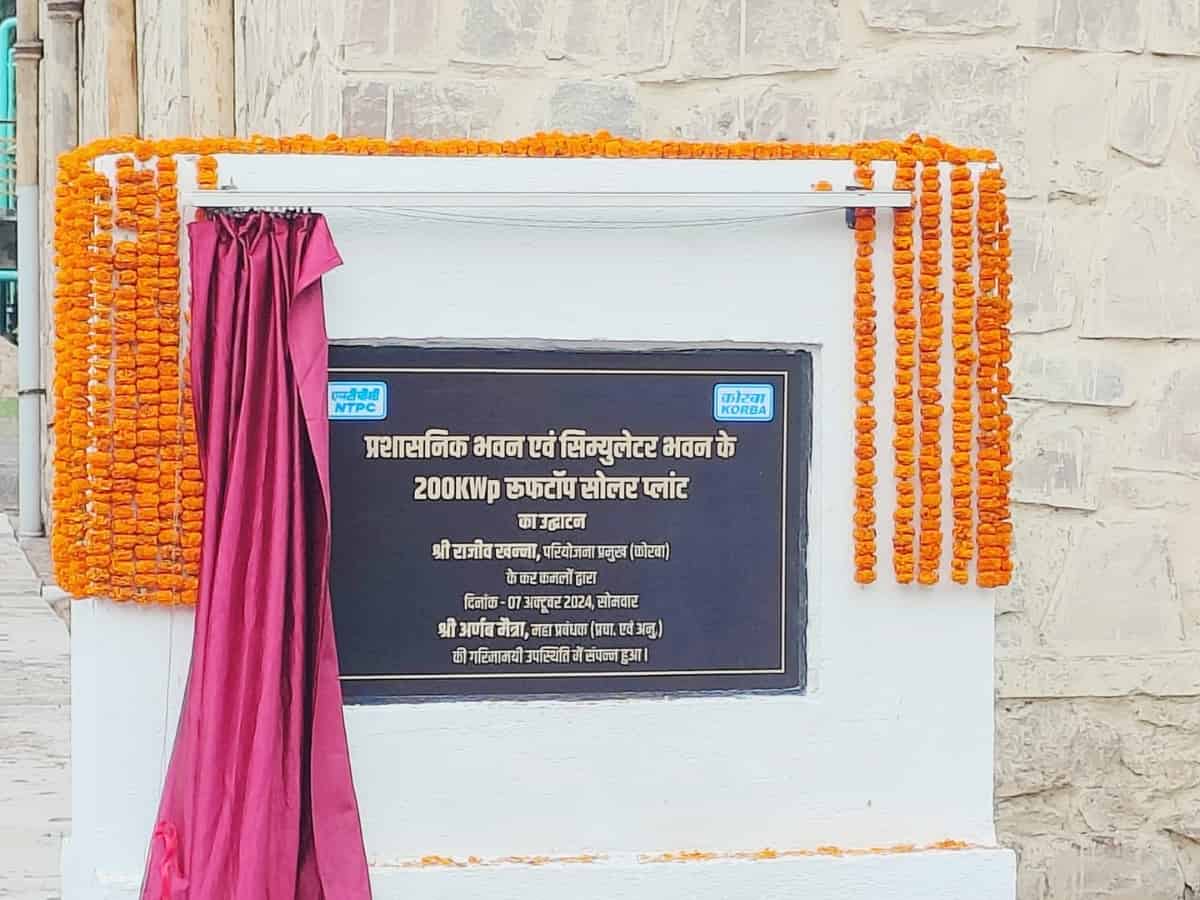 एनटीपीसी
NTPC
कोरबा
KORBA
प्रशासनिक भवन एवं सिम्युलेटर भवन के
200KWp रूफटॉप सोलर प्लांट
का उद्घाटन
श्री राजीव खन्ना, परियोजना प्रमुख (कोरबा)
के कर कमलों द्वारा
दिनांक - 07 अक्टूबर 2024, सोमवार
श्री अर्णब मैत्रा, महा प्रबंधक (प्रचा. एवं अनु.)
की गरिमामयी उपस्थिति में संपन्न हुआ।